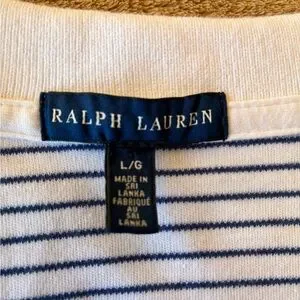 RALPH LAUREN
L/G
MADE IN
SRI
LANKA
FABRIQUÉ
AU
SRI
LANKA